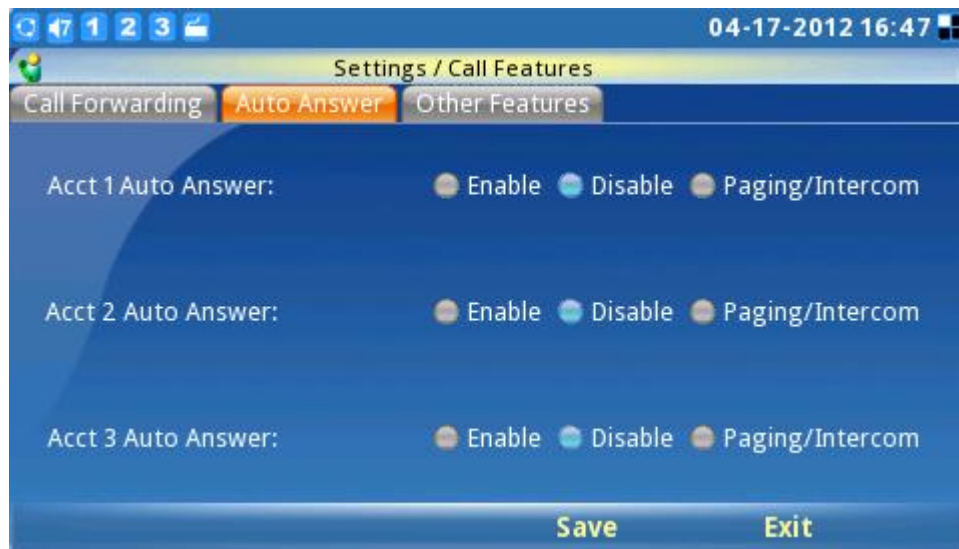 7 1 2 3 04-17-2012 16:47
Settings / Call Features
Call Forwarding Auto Answer Other Features
Acct 1 Auto Answer: Enable Disable Paging/Intercom
Acct 2 Auto Answer: Enable Disable Paging/Intercom
Acct 3 Auto Answer: Enable Disable Paging/Intercom
Save Exit